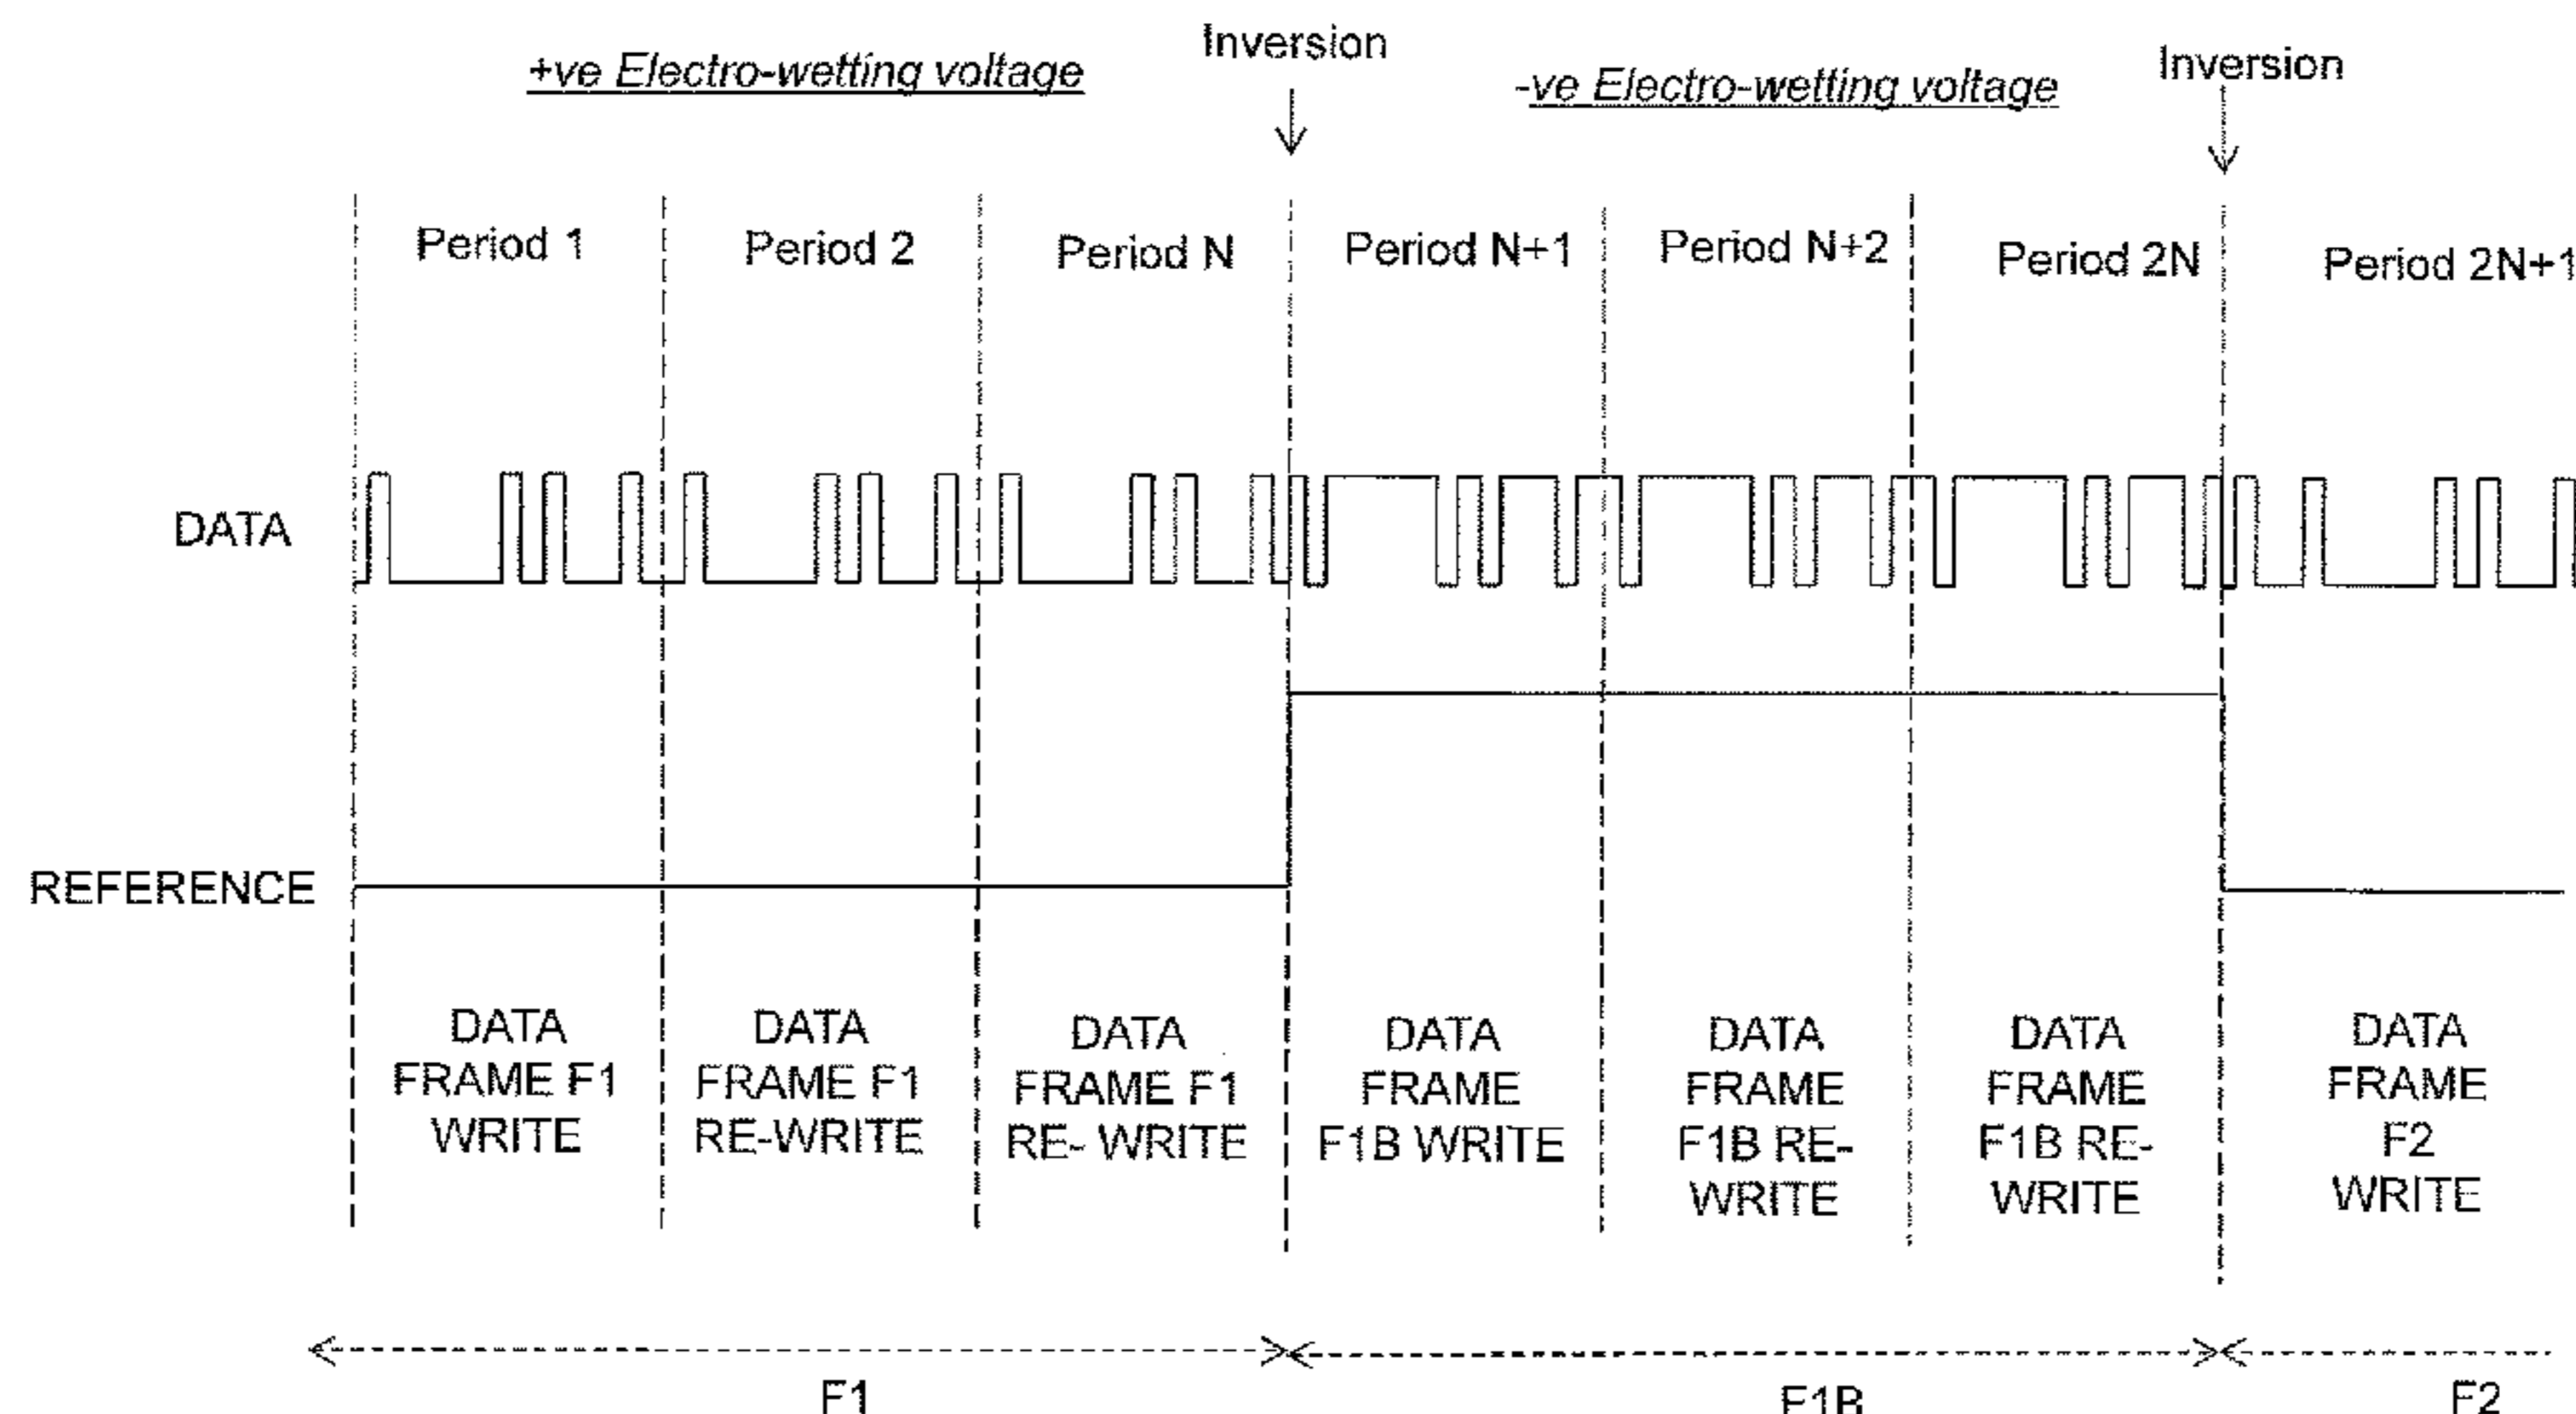 +ve Electro-wetting voltage
Inversion
-ve Electro-wetting voltage
Inversion
Period 1
Period 2
Period N
Period N+1
Period N+2
Period 2N
Period 2N+1
DATA
REFERENCE
DATA
FRAME F1
WRITE
DATA
FRAME F1
RE-WRITE
DATA
FRAME F1
RE- WRITE
DATA
FRAME
F1B WRITE
DATA
FRAME
F1B RE-
WRITE
DATA
FRAME
F1B RE-
WRITE
DATA
FRAME
F2
WRITE
F1
F1B
F2